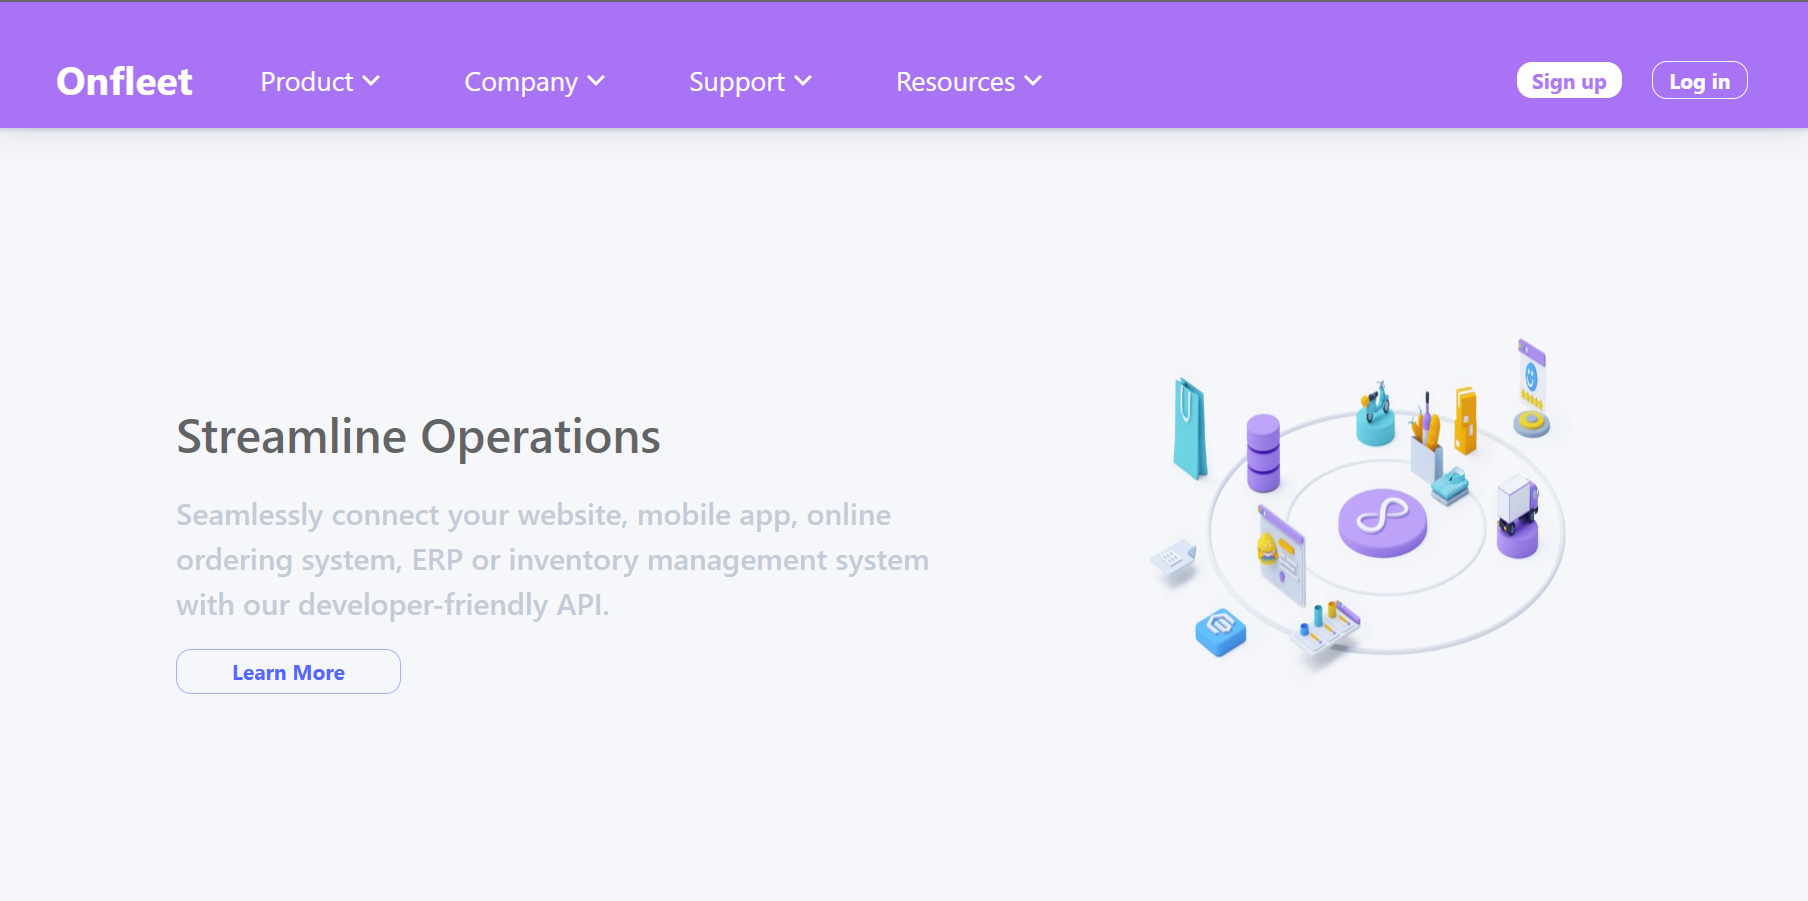 Onfleet
Product
Company
Support
Resources
Sign up
Log in
Streamline Operations
Seamlessly connect your website, mobile app, online
ordering system, ERP or inventory management system
with our developer-friendly API.
Learn More